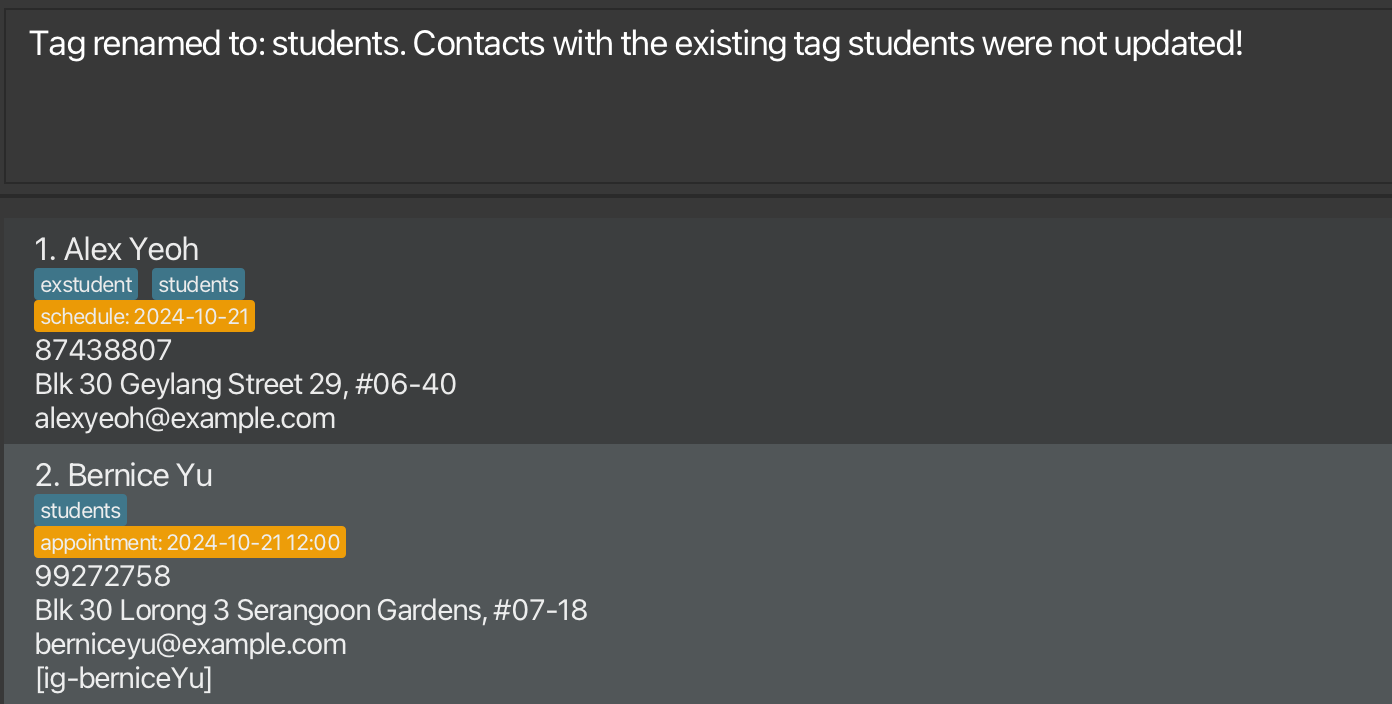 Tag renamed to: students. Contacts with the existing tag students were not updated!
1. Alex Yeoh
exstudent students
schedule: 2024-10-21
87438807
Blk 30 Geylang Street 29, #06-40
alexyeoh@example.com
2. Bernice Yu
students
appointment: 2024-10-21 12:00
99272758
Blk 30 Lorong 3 Serangoon Gardens, #07-18
berniceyu@example.com
[ig-berniceYu]